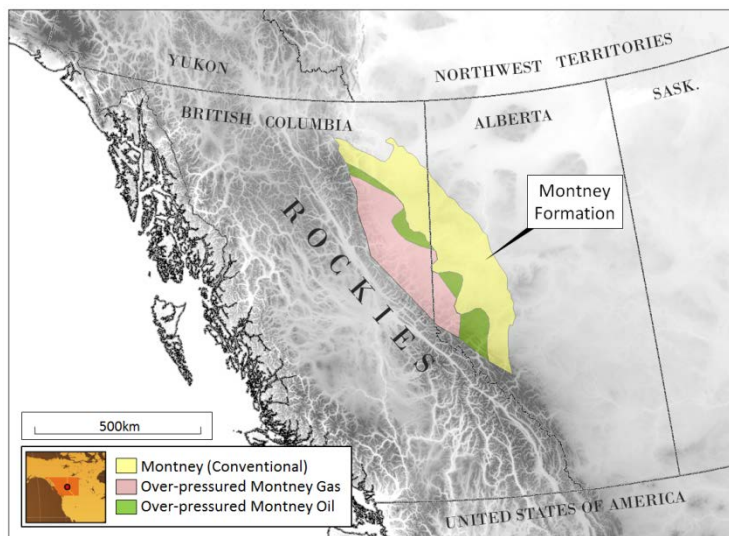 YUKON
NORTHWEST TERRITORIES
BRITISH COLUMBIA
ALBERTA
SASK.
Montney
Formation
ROCKIES
500km
Montney (Conventional)
Over-pressured Montney Gas
Over-pressured Montney Oil
UNITED STATES OF AMERICA